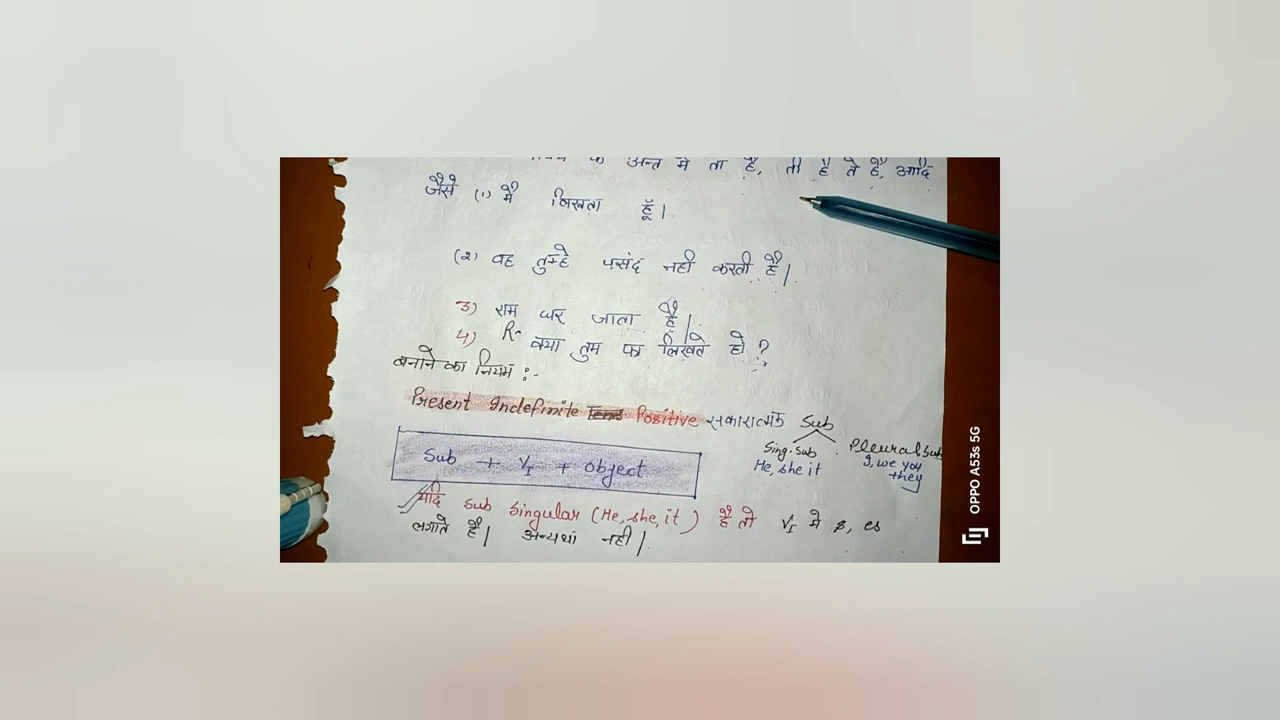 के अन्त में ता है, ती है ते है, आदि
जैसे (1) मैं लिखता हूँ।
(2) वह तुम्हे पसंद नही करती है।
3) राम घर जाता है।
4) क्या तुम पत्र लिखते हो?
बनाने का नियम :-
Present Indefinite Positive सकारात्मक Sub
Sing. Sub Pleural Sub
He, she it I, we you
they
Sub + V1 + object
यदि Sub Singular (He, she, it) है तो V1 मे s, es
लगाते है। अन्यथा नही।
OPPO A53s 5G